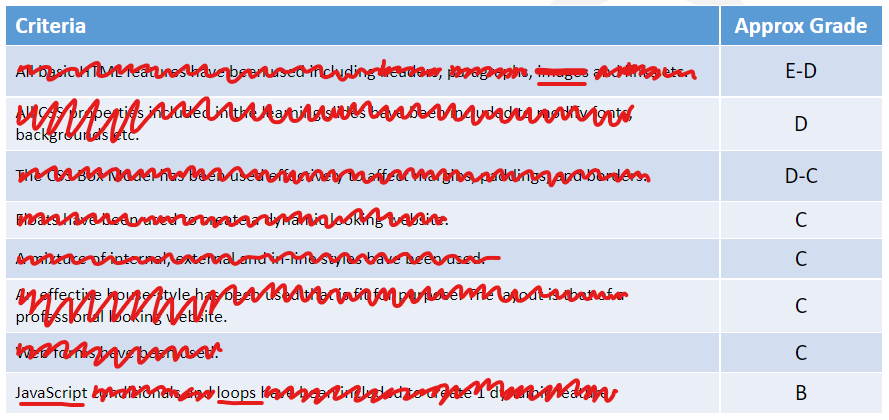 Criteria Approx Grade
All basic HTML features have been used including headers, paragraphs, images and links etc. E-D
All CSS properties included in the learning slides have been included to modify fonts,
backgrounds etc. D
The CSS Box Model has been used effectively to affect margins, paddings, and borders. D-C
Floats have been used to create a dynamic looking website. C
A mixture of internal, external and in-line styles have been used. C
An effective house-style has been used that is fit for purpose. The layout is that of a
professional looking website. C
Web forms have been used. C
JavaScript conditionals and loops have been included to create 1 dynamic feature. B